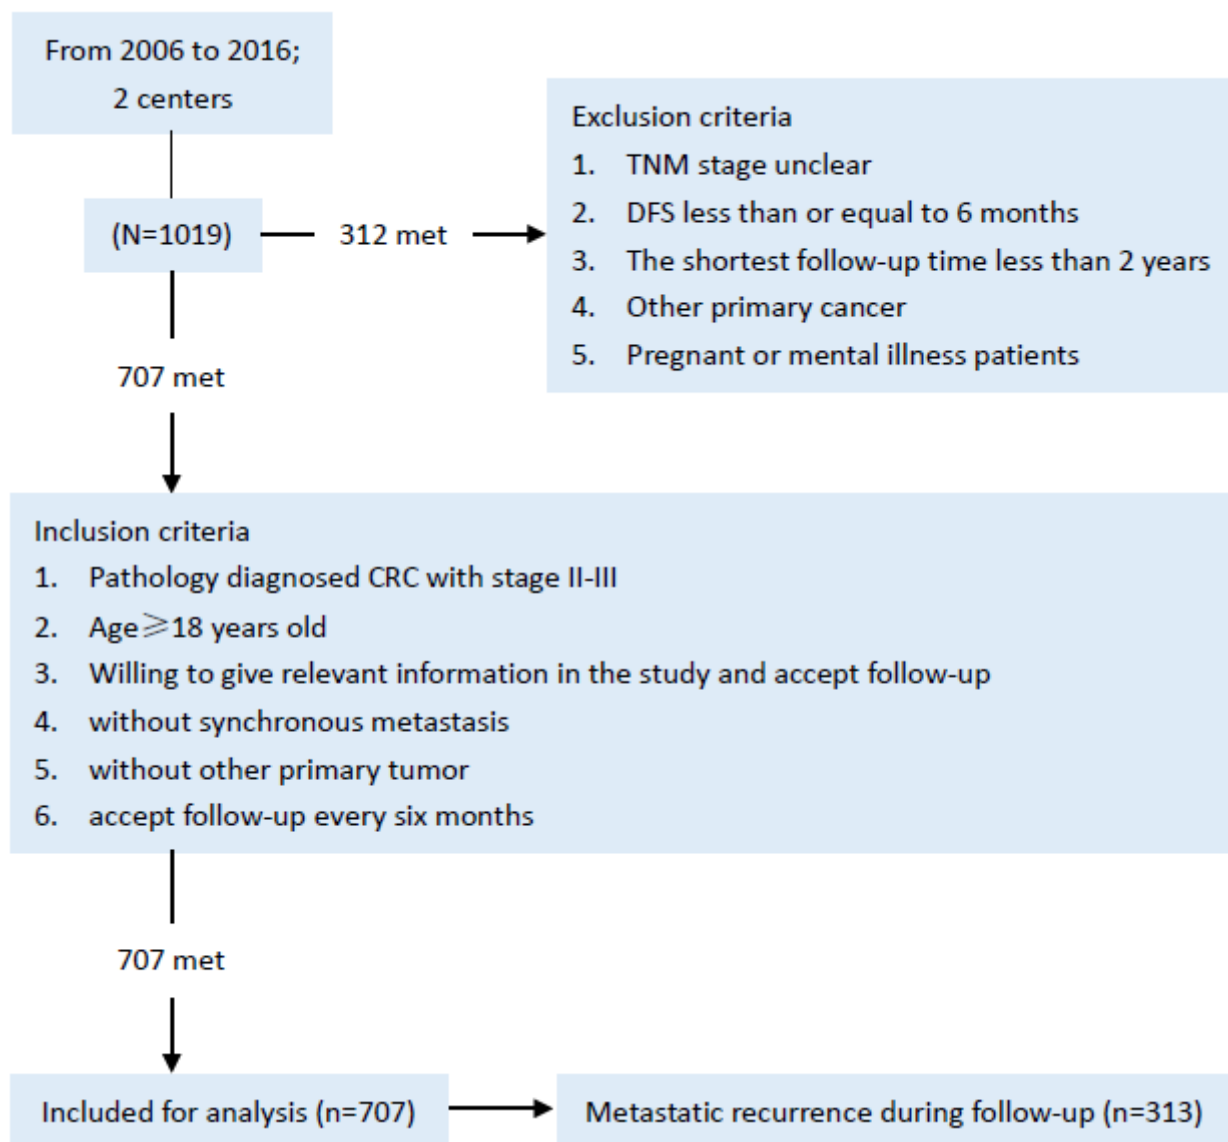 From 2006 to 2016;
2 centers
(N=1019)
312 met
Exclusion criteria
1. TNM stage unclear
2. DFS less than or equal to 6 months
3. The shortest follow-up time less than 2 years
4. Other primary cancer
5. Pregnant or mental illness patients
707 met
Inclusion criteria
1. Pathology diagnosed CRC with stage II-III
2. Age⩾18 years old
3. Willing to give relevant information in the study and accept follow-up
4. without synchronous metastasis
5. without other primary tumor
6. accept follow-up every six months
707 met
Included for analysis (n=707)
Metastatic recurrence during follow-up (n=313)